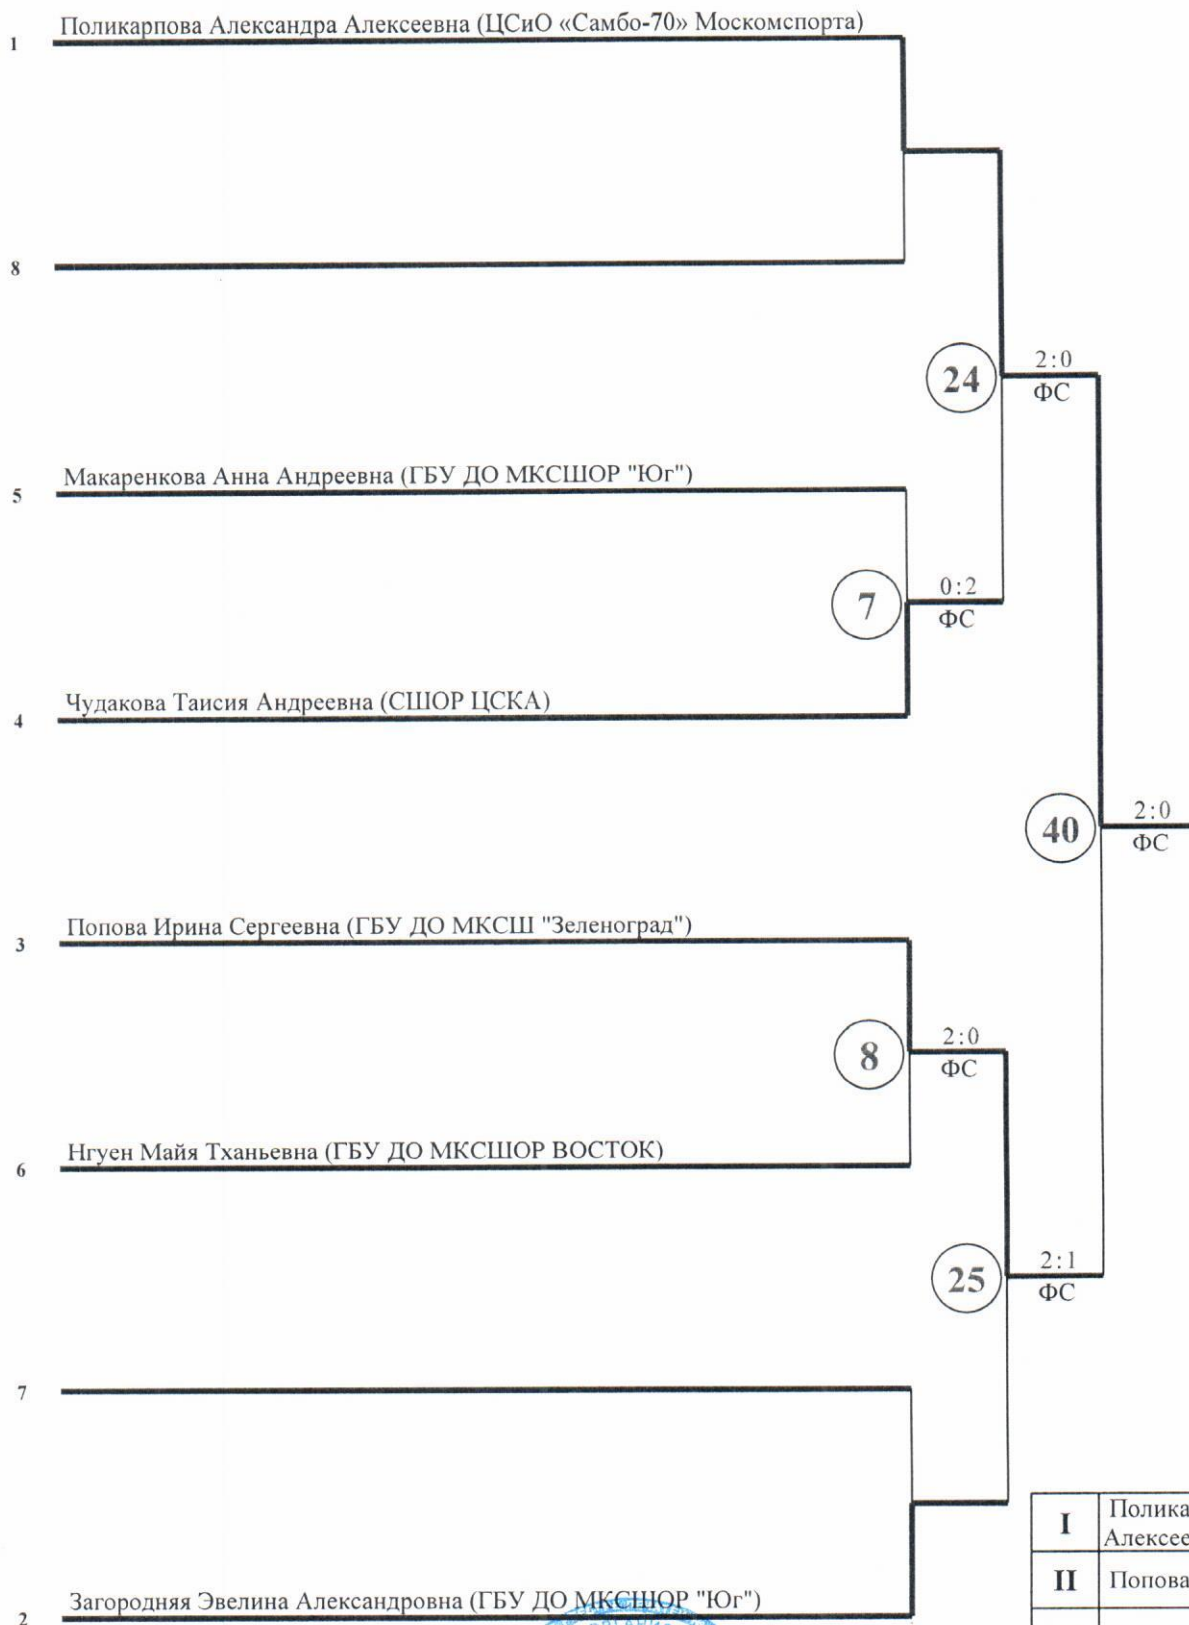 1 Поликарпова Александра Алексеевна (ЦСиО «Самбо-70» Москомспорта)
8
24 2:0
ФС
5 Макаренкова Анна Андреевна (ГБУ ДО МКСШОР "Юг")
7 0:2
ФС
4 Чудакова Таисия Андреевна (СШОР ЦСКА)
40 2:0
ФС
3 Попова Ирина Сергеевна (ГБУ ДО МКСШ "Зеленоград")
8 2:0
ФС
6 Нгуен Майя Тханьевна (ГБУ ДО МКСШОР ВОСТОК)
25 2:1
ФС
7
I Полика
Алексее
II Попова
2 Загородняя Эвелина Александровна (ГБУ ДО МКСШОР "Юг")